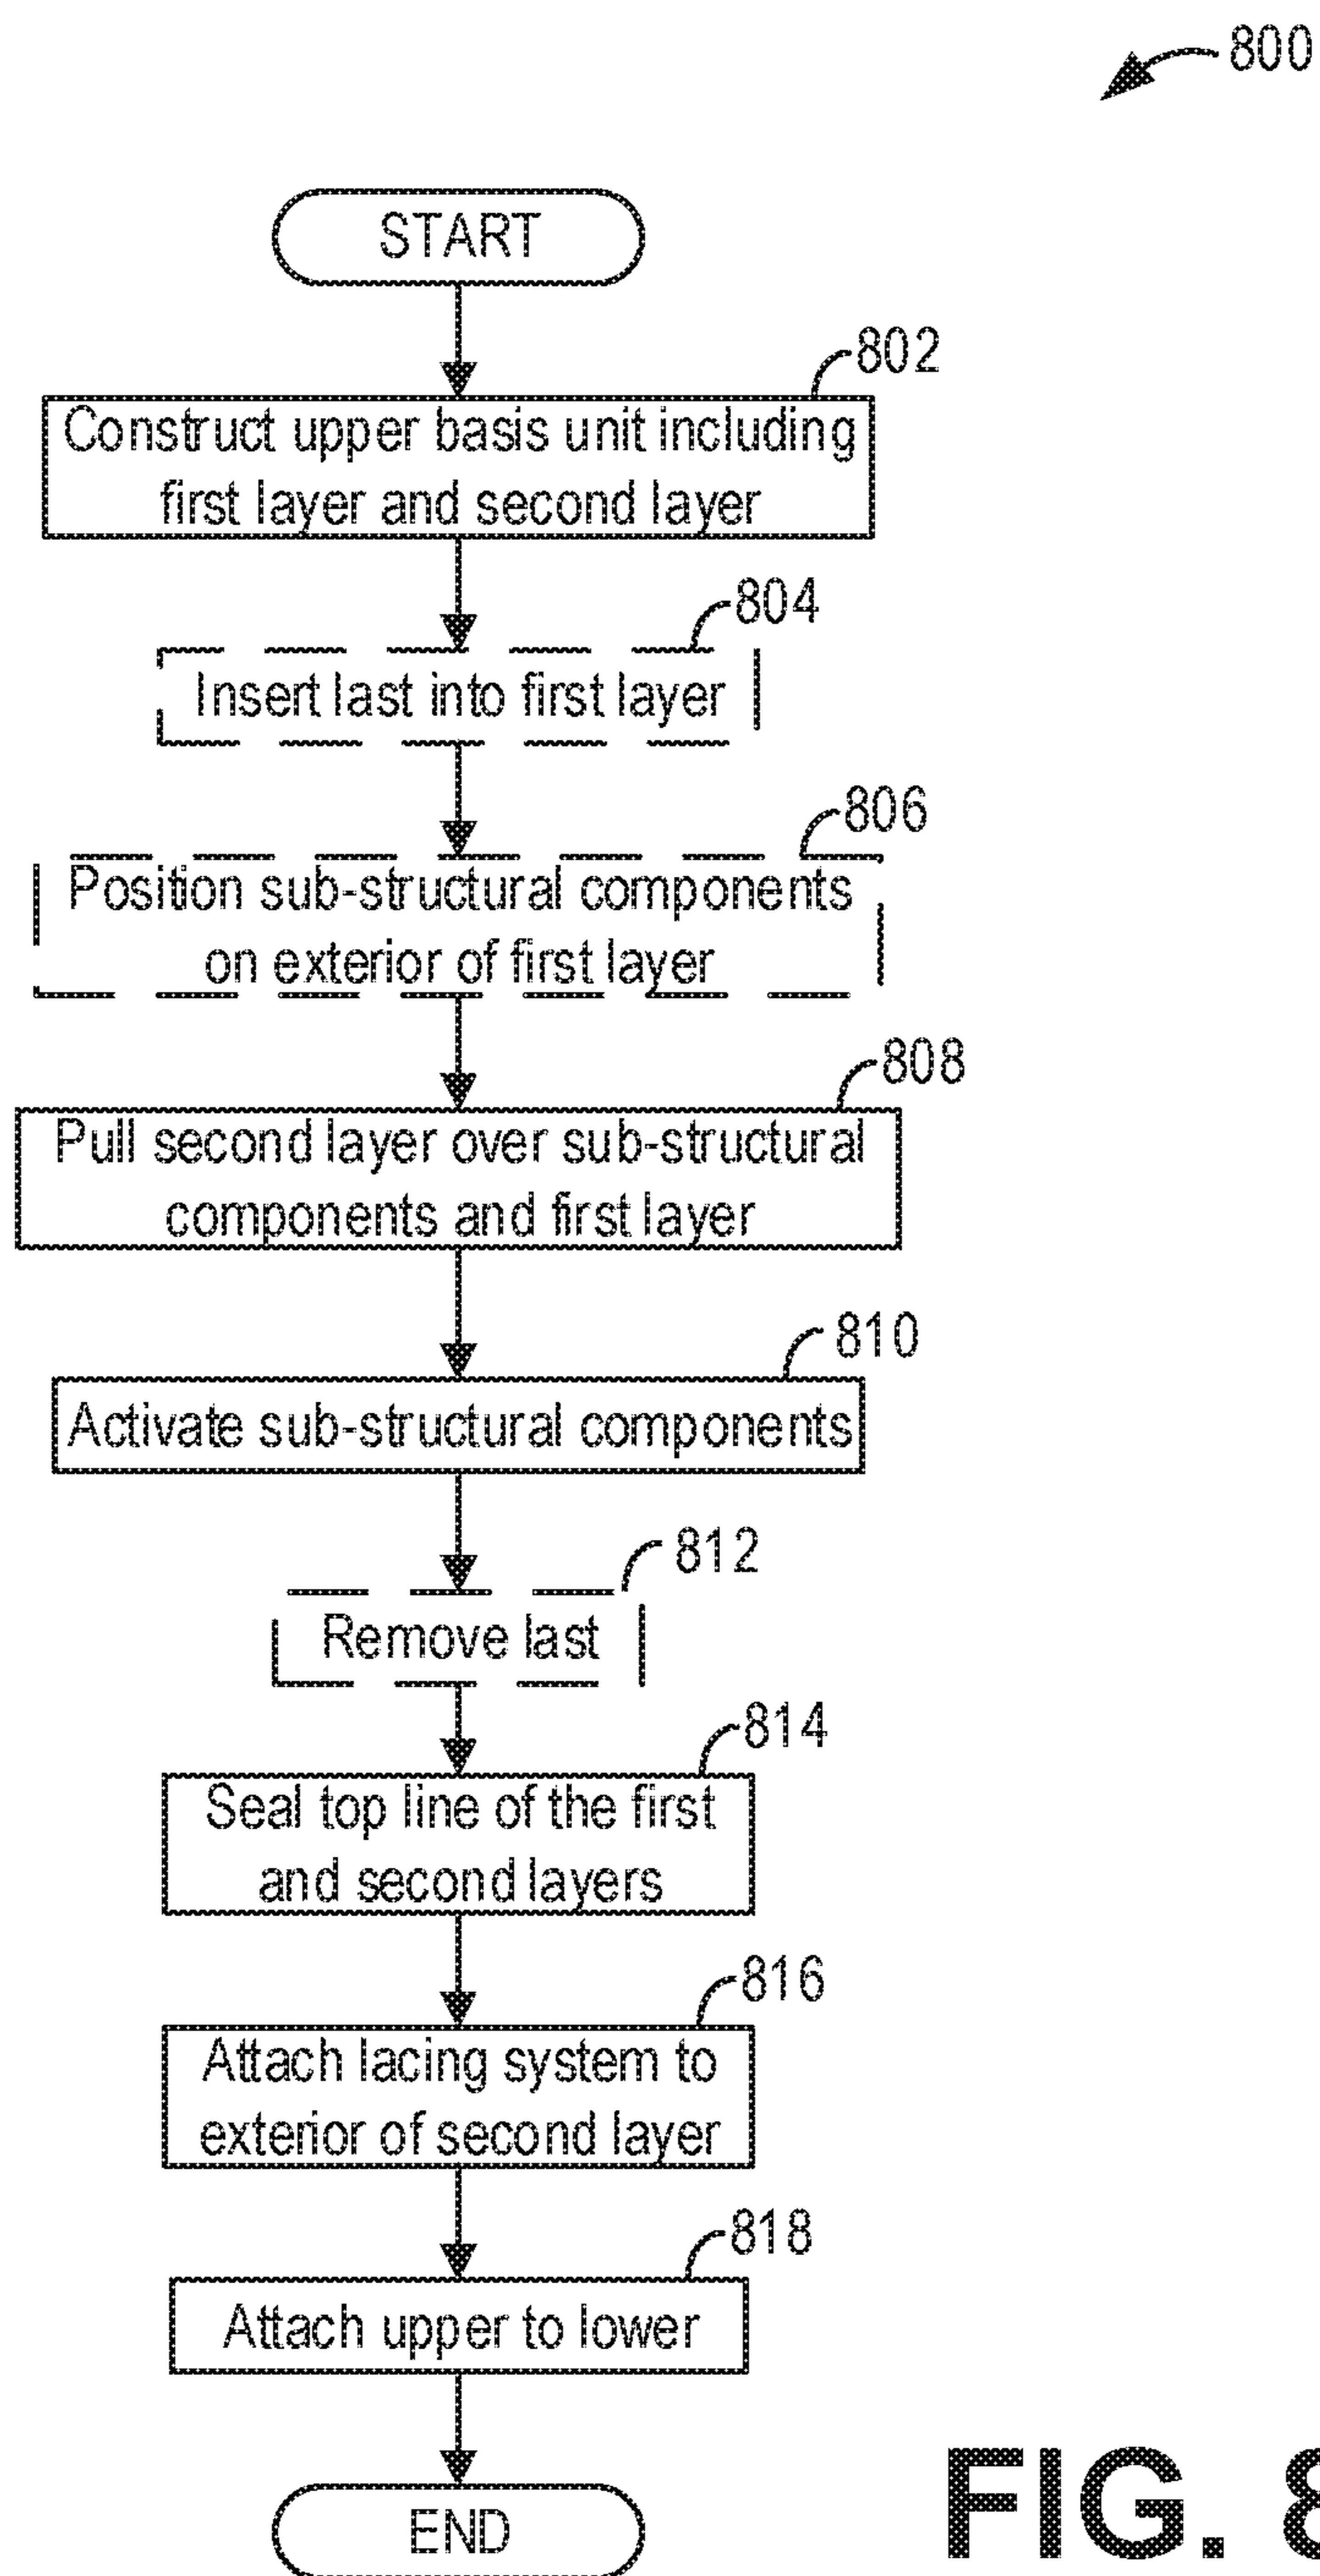 800
START
802
Construct upper basis unit including
first layer and second layer
804
Insert last into first layer
806
Position sub-structural components
on exterior of first layer
808
Pull second layer over sub-structural
components and first layer
810
Activate sub-structural components
812
Remove last
814
Seal top line of the first
and second layers
816
Attach lacing system to
exterior of second layer
818
Attach upper to lower
END
FIG. 8